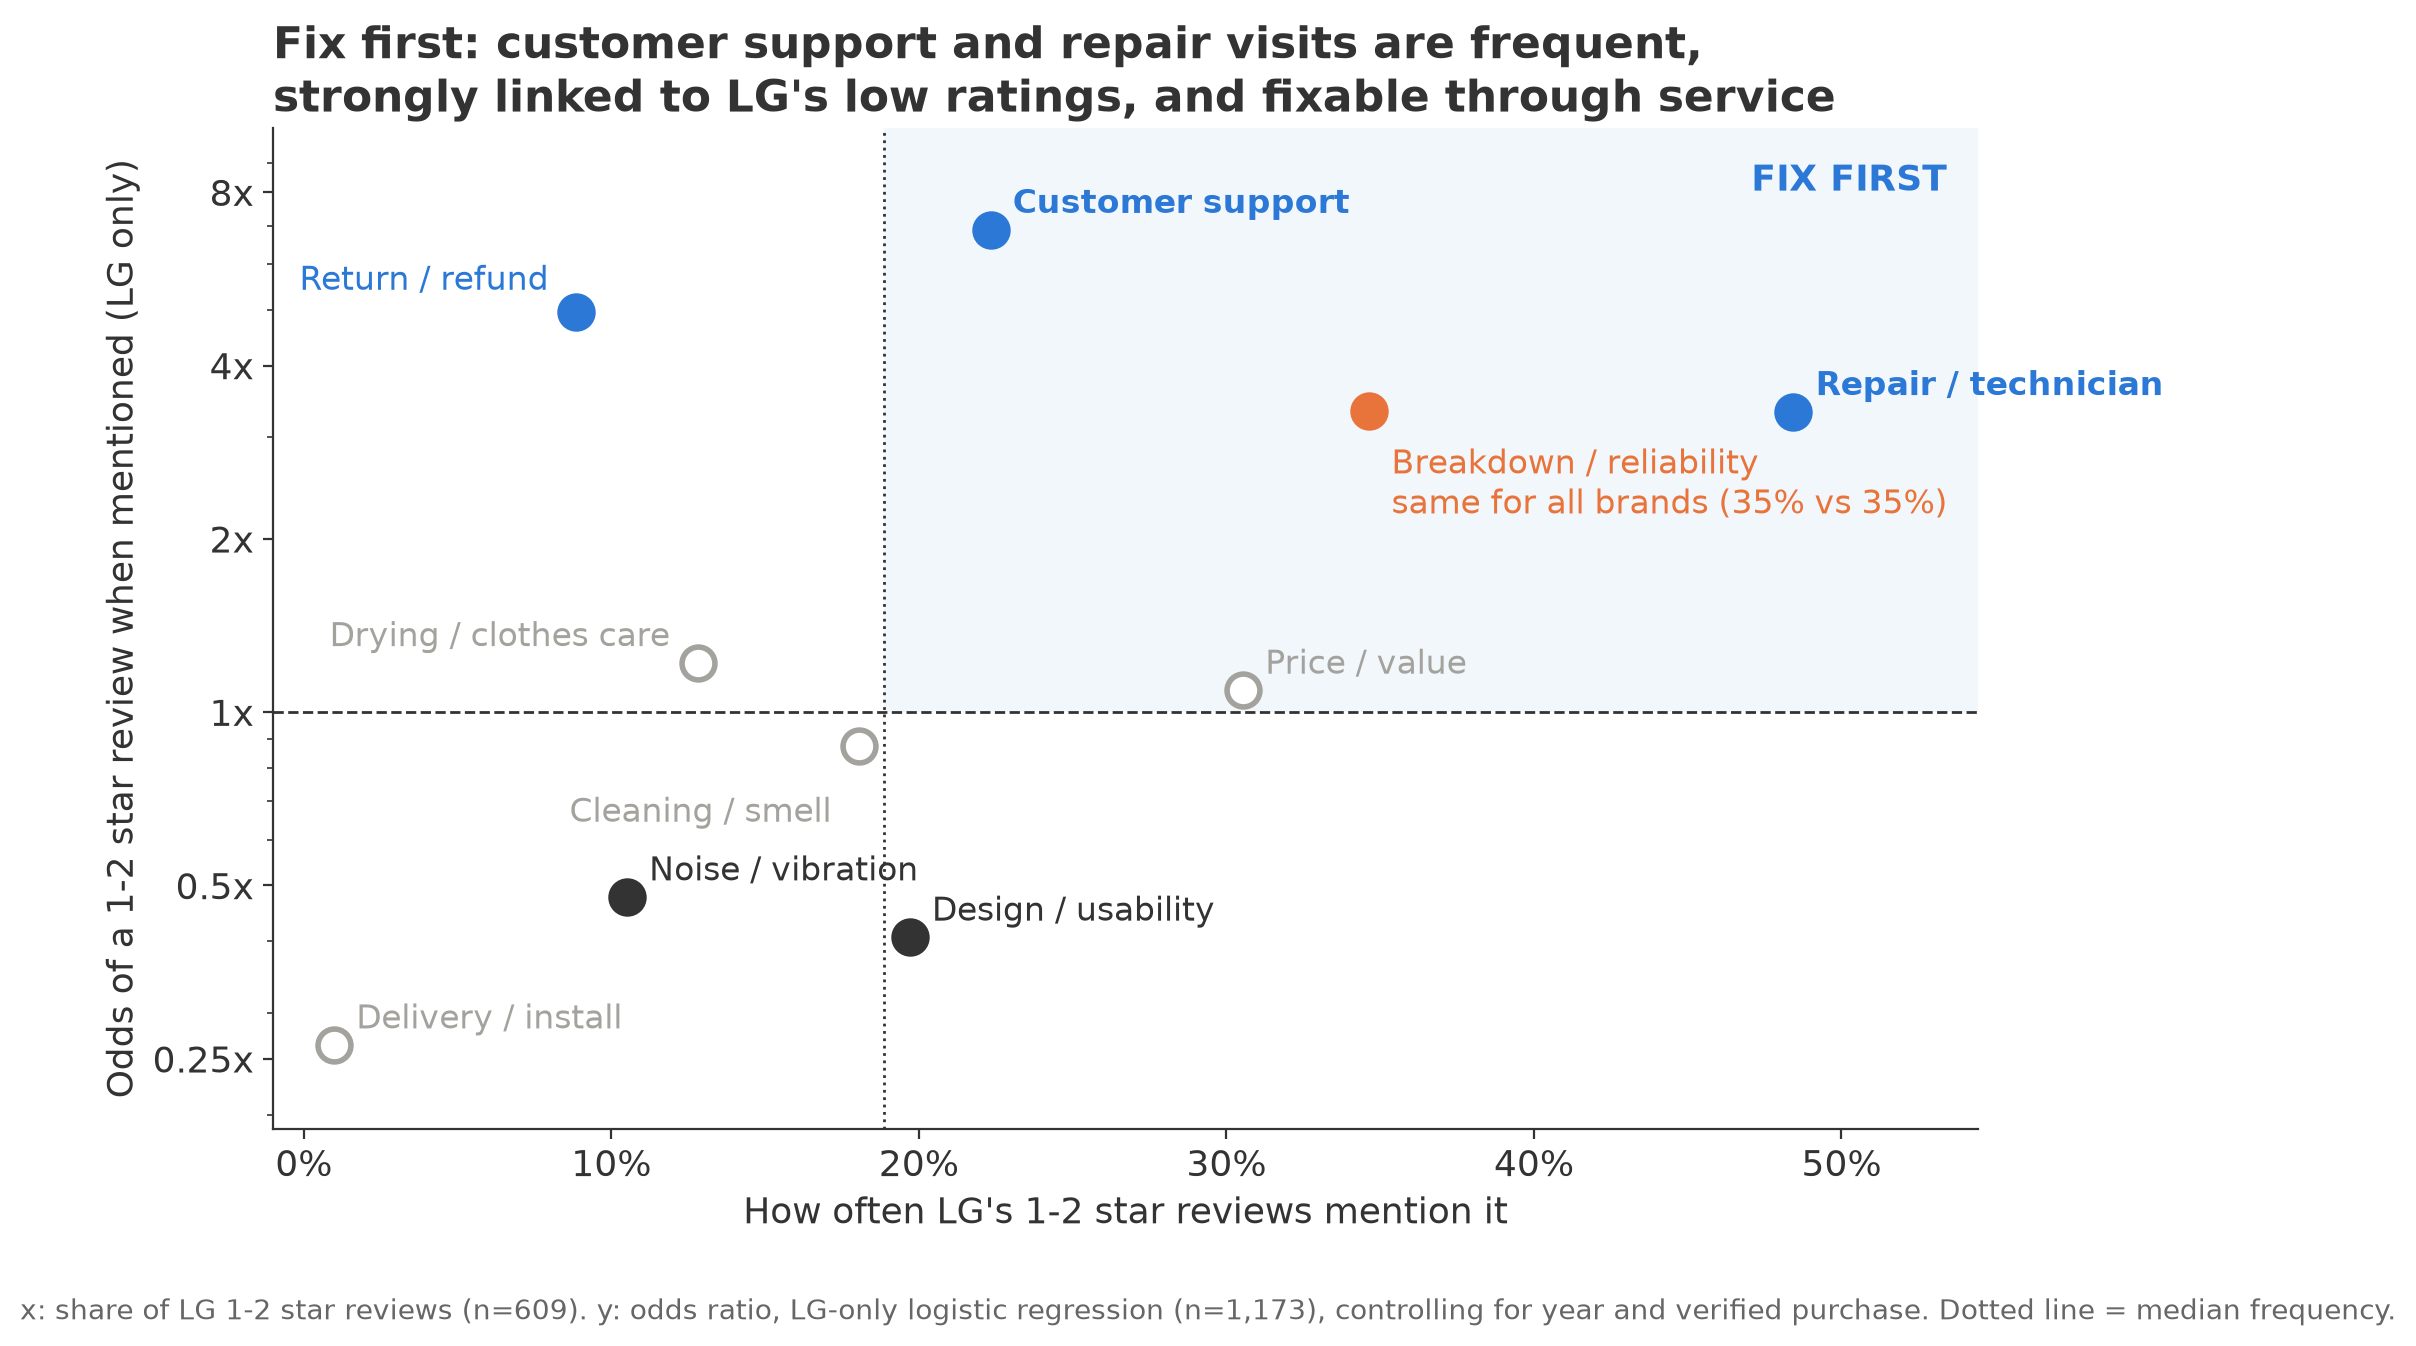 Fix first: customer support and repair visits are frequent,
strongly linked to LG's low ratings, and fixable through service
Odds of a 1-2 star review when mentioned (LG only)
8x
4x
2x
1x
0.5x
0.25x
FIX FIRST
Customer support
Return / refund
Repair / technician
Breakdown / reliability
same for all brands (35% vs 35%)
Drying / clothes care
Price / value
Cleaning / smell
Noise / vibration
Design / usability
Delivery / install
0%
10%
20%
30%
40%
50%
How often LG's 1-2 star reviews mention it
x: share of LG 1-2 star reviews (n=609). y: odds ratio, LG-only logistic regression (n=1,173), controlling for year and verified purchase. Dotted line = median frequency.